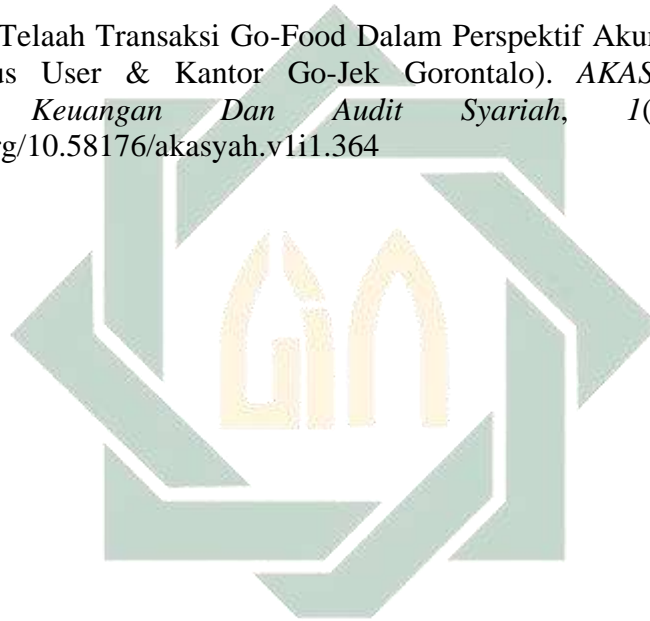 Telaah Transaksi Go-Food Dalam Perspektif Akun
us User & Kantor Go-Jek Gorontalo). AKAS
Keuangan Dan Audit Syariah, 1(
rg/10.58176/akasyah.v1i1.364